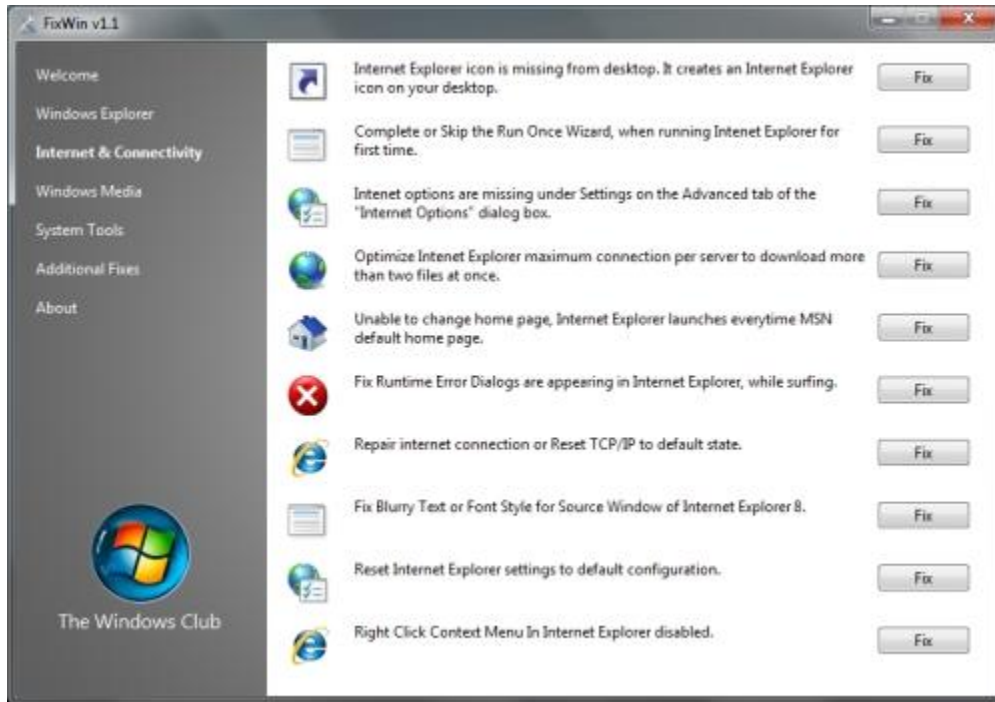 FixWin v1.1
Welcome
Windows Explorer
Internet & Connectivity
Windows Media
System Tools
Additional Fixes
About
The Windows Club
Internet Explorer icon is missing from desktop. It creates an Internet Explorer
icon on your desktop.
Fix
Complete or Skip the Run Once Wizard, when running Intenet Explorer for
first time.
Fix
Intenet options are missing under Settings on the Advanced tab of the
"Internet Options" dialog box.
Fix
Optimize Intenet Explorer maximum connection per server to download more
than two files at once.
Fix
Unable to change home page, Internet Explorer launches everytime MSN
default home page.
Fix
Fix Runtime Error Dialogs are appearing in Internet Explorer, while surfing.
Fix
Repair internet connection or Reset TCP/IP to default state.
Fix
Fix Blurry Text or Font Style for Source Window of Internet Explorer 8.
Fix
Reset Internet Explorer settings to default configuration.
Fix
Right Click Context Menu In Internet Explorer disabled.
Fix